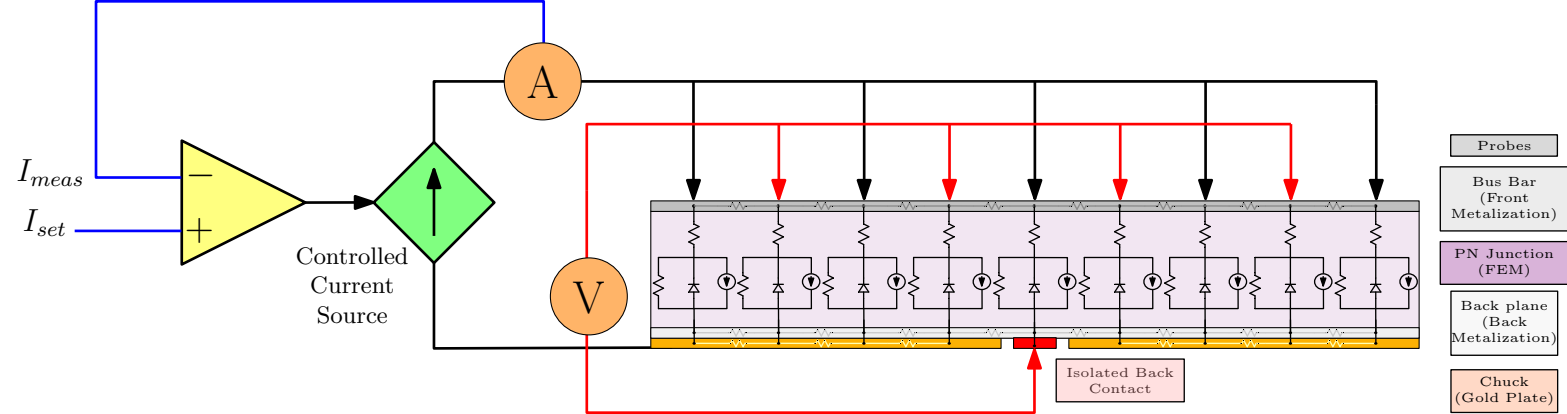 A
I_meas
−
I_set
+
Controlled
Current
Source
V
Isolated Back
Contact
Probes
Bus Bar
(Front
Metalization)
PN Junction
(FEM)
Back plane
(Back
Metalization)
Chuck
(Gold Plate)